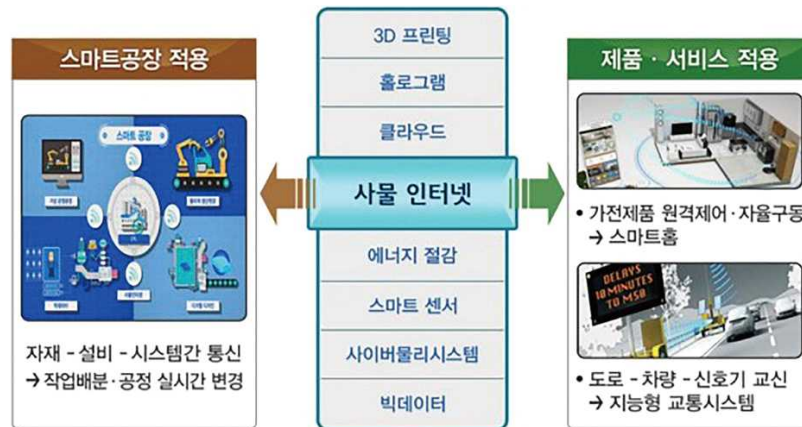 스마트공장 적용
스마트 공장
자재 - 설비 - 시스템간 통신
→ 작업배분·공정 실시간 변경
3D 프린팅
홀로그램
클라우드
사물 인터넷
에너지 절감
스마트 센서
사이버물리시스템
빅데이터
제품 · 서비스 적용
• 가전제품 원격제어·자율구동
→ 스마트홈
DELAYS
10 MINUTES
TO M50
• 도로 - 차량 - 신호기 교신
→ 지능형 교통시스템